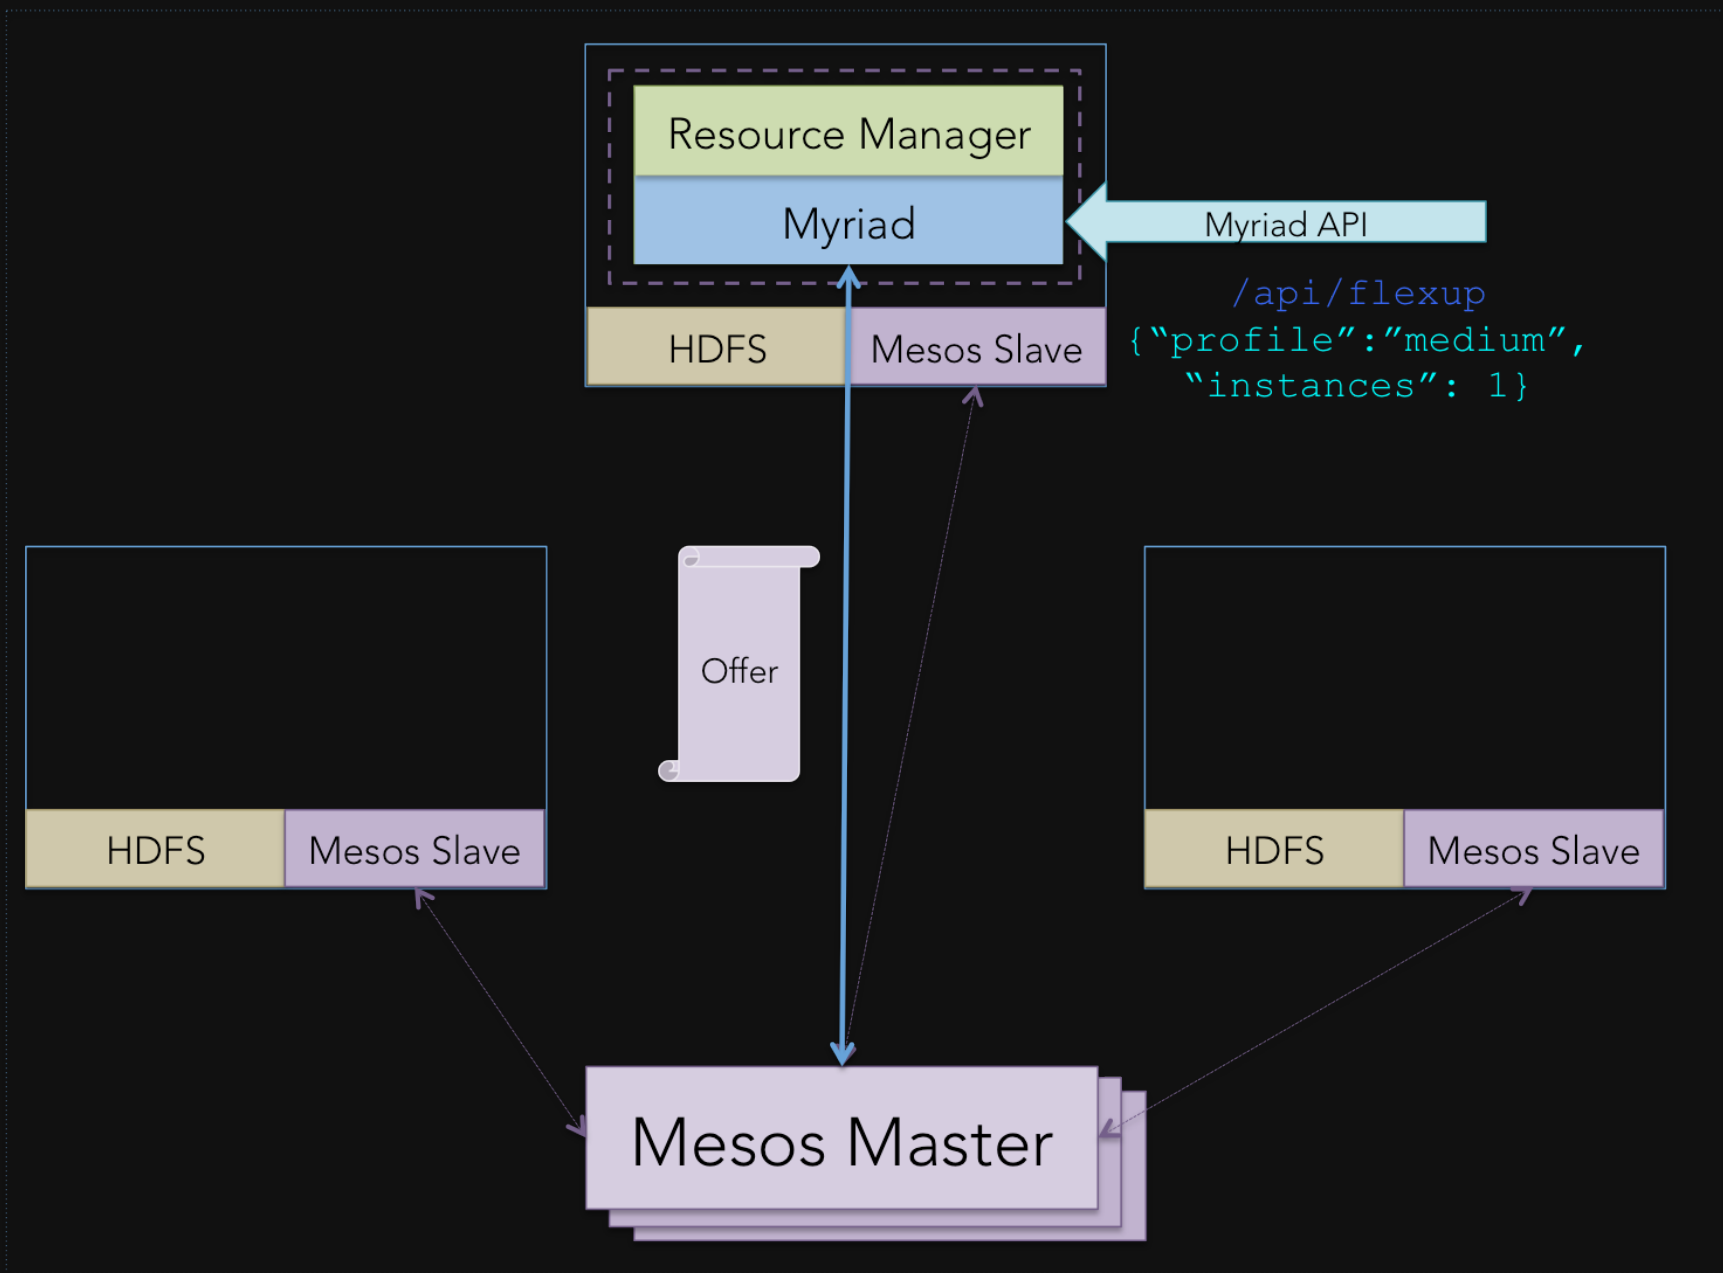 Resource Manager
Myriad
Myriad API
/api/flexup
{“profile”:”medium”,
“instances”: 1}
HDFS
Mesos Slave
Offer
HDFS
Mesos Slave
HDFS
Mesos Slave
Mesos Master